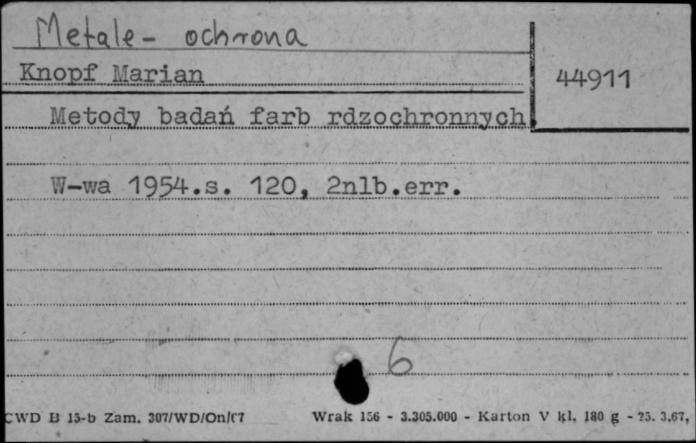 Metale - ochrona
Knopf Marian
44911
Metody badań farb rdzochronnych
W-wa 1954.s. 120, 2nlb.err.
6
CWD B 15-b Zam. 307/WD/On/67 Wrak 156 - 3.305.000 - Karton V kl. 180 g - 25. 3.67.